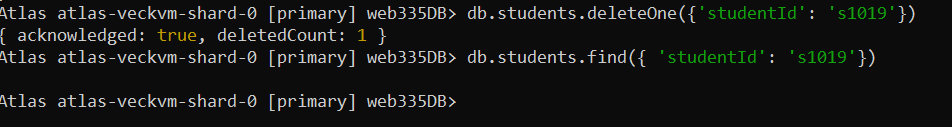 Atlas atlas-veckvm-shard-0 [primary] web335DB> db.students.deleteOne({'studentId': 's1019'})
{ acknowledged: true, deletedCount: 1 }
Atlas atlas-veckvm-shard-0 [primary] web335DB> db.students.find({ 'studentId': 's1019'})
Atlas atlas-veckvm-shard-0 [primary] web335DB>